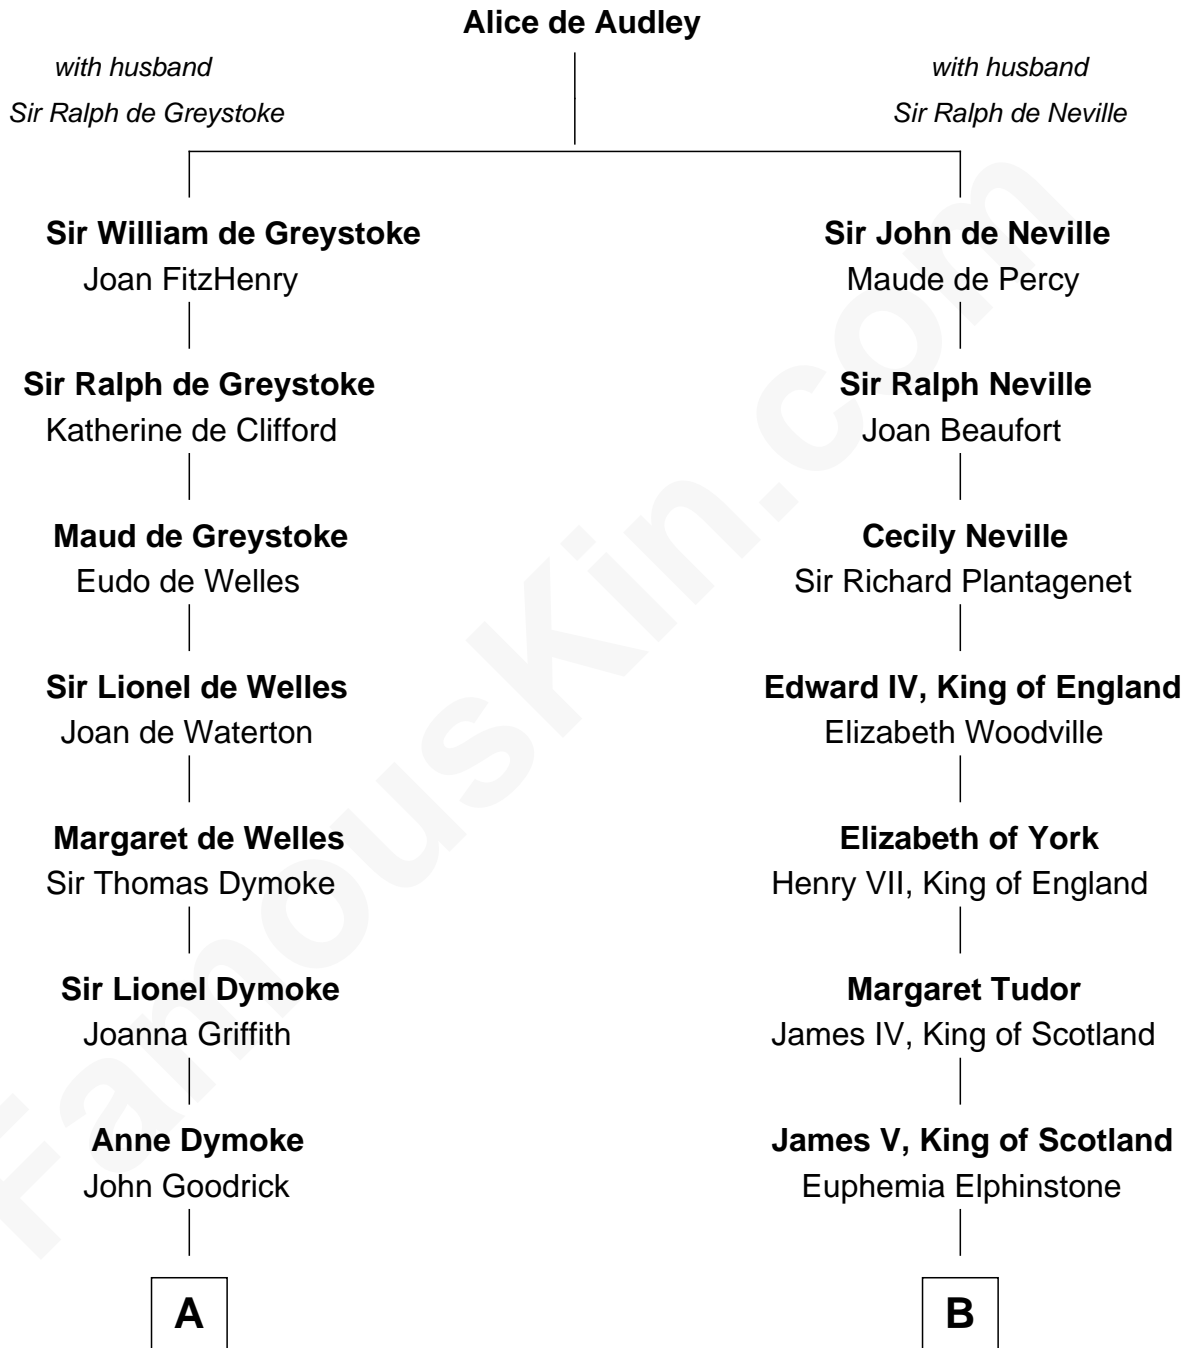 Alice de Audley
with husband
Sir Ralph de Greystoke
with husband
Sir Ralph de Neville
Sir William de Greystoke
Joan FitzHenry
Sir John de Neville
Maude de Percy
Sir Ralph de Greystoke
Katherine de Clifford
Sir Ralph Neville
Joan Beaufort
Maud de Greystoke
Eudo de Welles
Cecily Neville
Sir Richard Plantagenet
Sir Lionel de Welles
Joan de Waterton
Edward IV, King of England
Elizabeth Woodville
Margaret de Welles
Sir Thomas Dymoke
Elizabeth of York
Henry VII, King of England
Sir Lionel Dymoke
Joanna Griffith
Margaret Tudor
James IV, King of Scotland
Anne Dymoke
John Goodrick
James V, King of Scotland
Euphemia Elphinstone
A
B
FamousKin.com